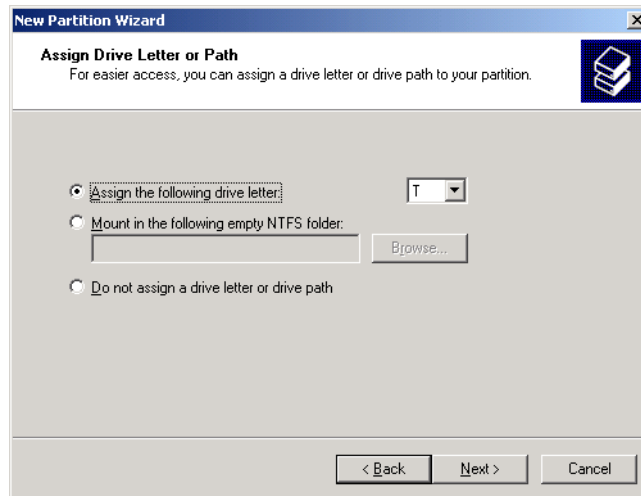 New Partition Wizard
Assign Drive Letter or Path
For easier access, you can assign a drive letter or drive path to your partition.
Assign the following drive letter: T
Mount in the following empty NTFS folder:
Browse...
Do not assign a drive letter or drive path
< Back Next > Cancel